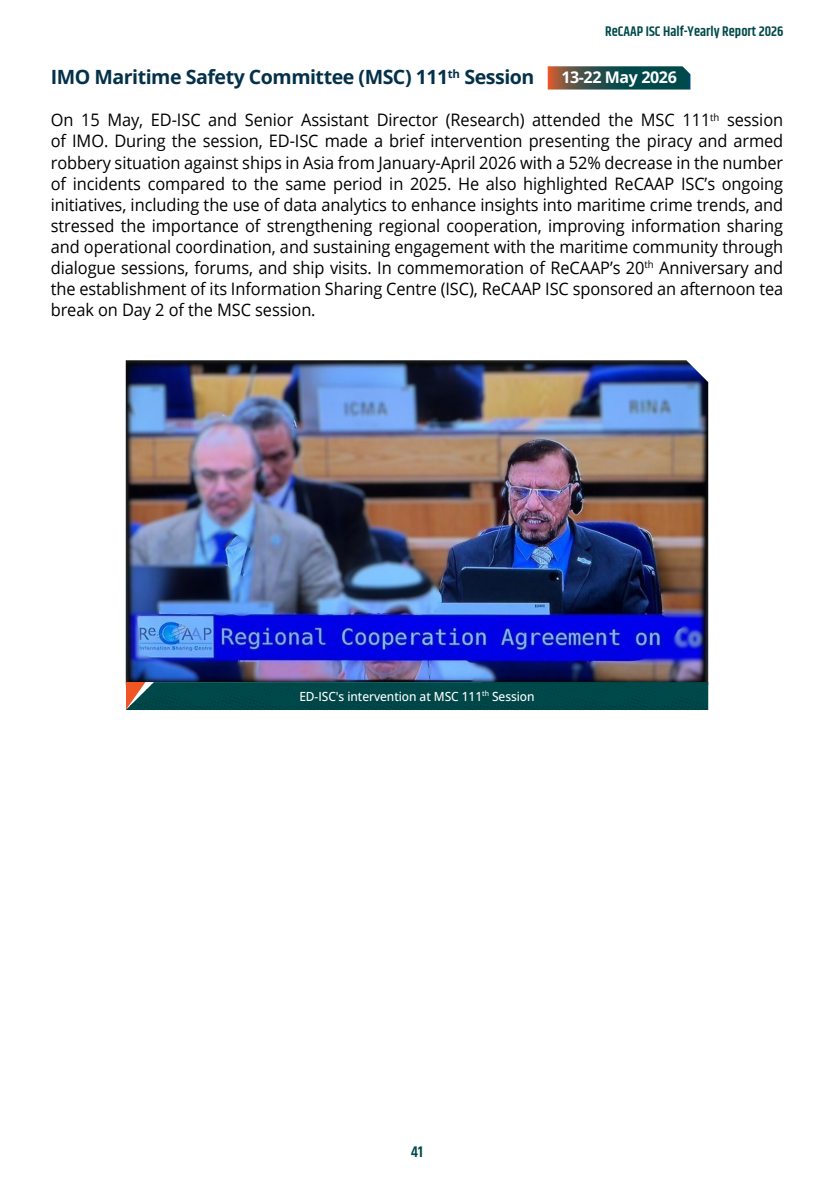 ReCAAP ISC Half-Yearly Report 2026
IMO Maritime Safety Committee (MSC) 111th Session 13-22 May 2026
On 15 May, ED-ISC and Senior Assistant Director (Research) attended the MSC 111th session
of IMO. During the session, ED-ISC made a brief intervention presenting the piracy and armed
robbery situation against ships in Asia from January-April 2026 with a 52% decrease in the number
of incidents compared to the same period in 2025. He also highlighted ReCAAP ISC’s ongoing
initiatives, including the use of data analytics to enhance insights into maritime crime trends, and
stressed the importance of strengthening regional cooperation, improving information sharing
and operational coordination, and sustaining engagement with the maritime community through
dialogue sessions, forums, and ship visits. In commemoration of ReCAAP’s 20th Anniversary and
the establishment of its Information Sharing Centre (ISC), ReCAAP ISC sponsored an afternoon tea
break on Day 2 of the MSC session.
ICMA RINA
ReCAAP Regional Cooperation Agreement on Co
Information Sharing Centre
ED-ISC's intervention at MSC 111th Session
41